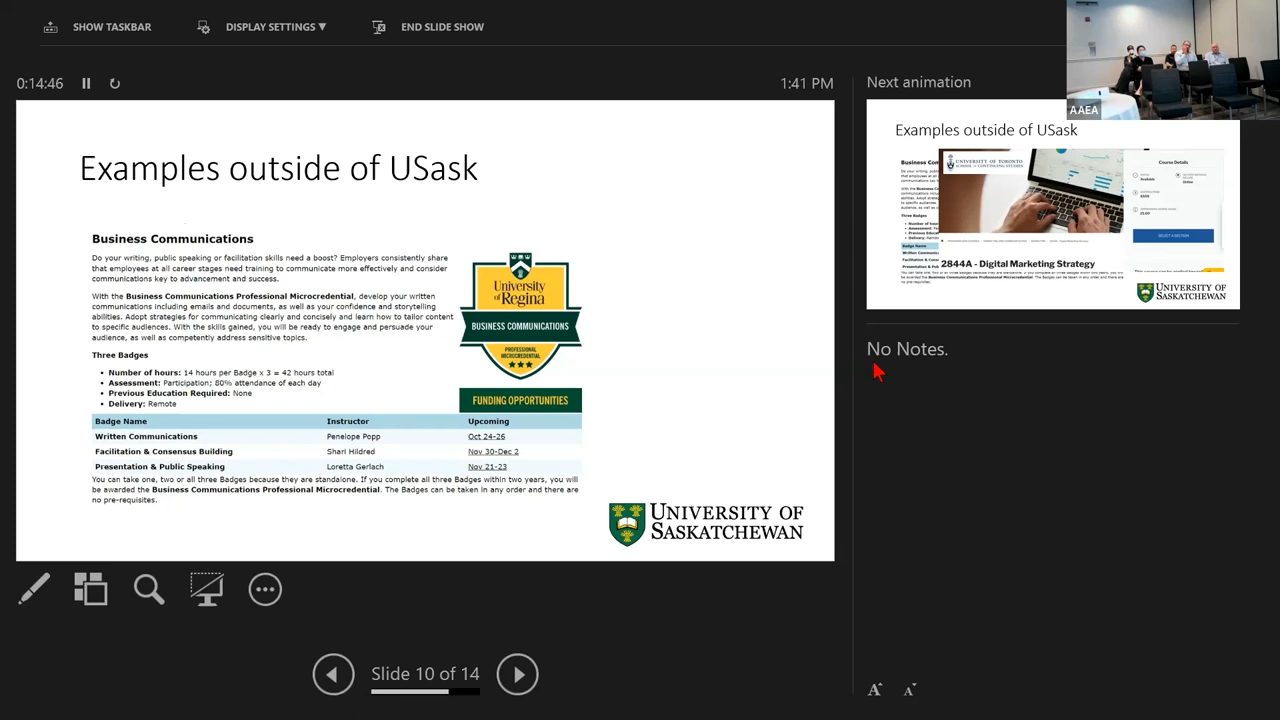 SHOW TASKBAR
DISPLAY SETTINGS ▼
END SLIDE SHOW
0:14:46
1:41 PM
Examples outside of USask
Business Communications
Do your writing, public speaking or facilitation skills need a boost? Employers consistently share
that employees at all career stages need training to communicate more effectively and consider
communications key to advancement and success.
With the Business Communications Professional Microcredential, develop your written
communications including emails and documents, as well as your confidence and storytelling
abilities. Adopt strategies for communicating clearly and concisely and learn how to tailor content
to specific audiences. With the skills gained, you will be ready to engage and persuade your
audience, as well as competently address sensitive topics.
Three Badges
• Number of hours: 14 hours per Badge x 3 = 42 hours total
• Assessment: Participation; 80% attendance of each day
• Previous Education Required: None
• Delivery: Remote
University
of Regina
BUSINESS COMMUNICATIONS
PROFESSIONAL
MICROCREDENTIAL
FUNDING OPPORTUNITIES
Badge Name Instructor Upcoming
Written Communications Penelope Popp Oct 24-26
Facilitation & Consensus Building Shari Hildred Nov 30-Dec 2
Presentation & Public Speaking Loretta Gerlach Nov 21-23
You can take one, two or all three Badges because they are standalone. If you complete all three Badges within two years, you will
be awarded the Business Communications Professional Microcredential. The Badges can be taken in any order and there are
no pre-requisites.
UNIVERSITY OF
SASKATCHEWAN
Slide 10 of 14
Next animation
AAEA
Examples outside of USask
Business Com
UNIVERSITY OF TORONTO
SCHOOL OF CONTINUING STUDIES
Course Details
Available
Online
SELECT A SECTION
Three Badges
Badge Name
2844A - Digital Marketing Strategy
UNIVERSITY OF
SASKATCHEWAN
No Notes.
A
A